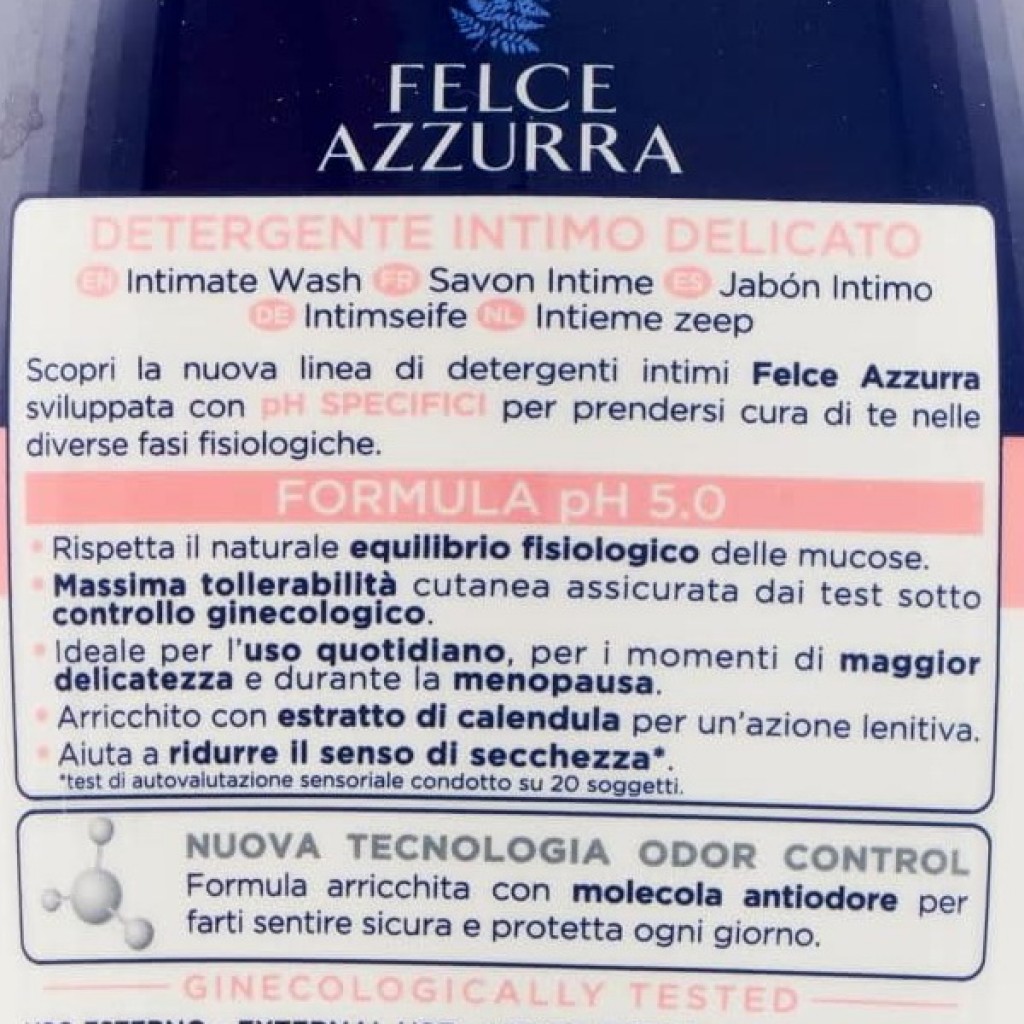 FELCE
AZZURRA
DETERGENTE INTIMO DELICATO
EN Intimate Wash FR Savon Intime ES Jabón Intimo
DE Intimseife NL Intieme zeep
Scopri la nuova linea di detergenti intimi Felce Azzurra
sviluppata con pH SPECIFICI per prendersi cura di te nelle
diverse fasi fisiologiche.
FORMULA pH 5.0
• Rispetta il naturale equilibrio fisiologico delle mucose.
• Massima tollerabilità cutanea assicurata dai test sotto
controllo ginecologico.
• Ideale per l'uso quotidiano, per i momenti di maggior
delicatezza e durante la menopausa.
• Arricchito con estratto di calendula per un'azione lenitiva.
• Aiuta a ridurre il senso di secchezza*.
*test di autovalutazione sensoriale condotto su 20 soggetti.
NUOVA TECNOLOGIA ODOR CONTROL
Formula arricchita con molecola antiodore per
farti sentire sicura e protetta ogni giorno.
GINECOLOGICALLY TESTED
USO ESTERNO - EXTERNAL USE